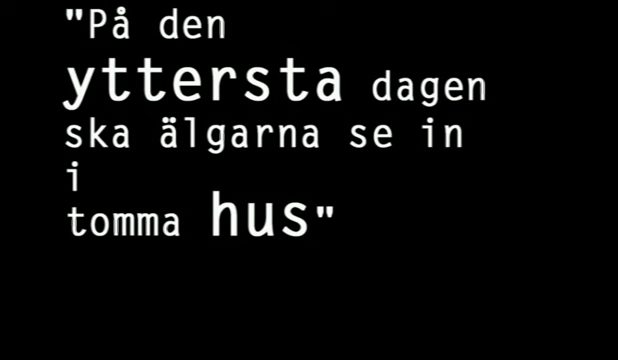 "På den
yttersta dagen
ska älgarna se in
i
tomma hus"